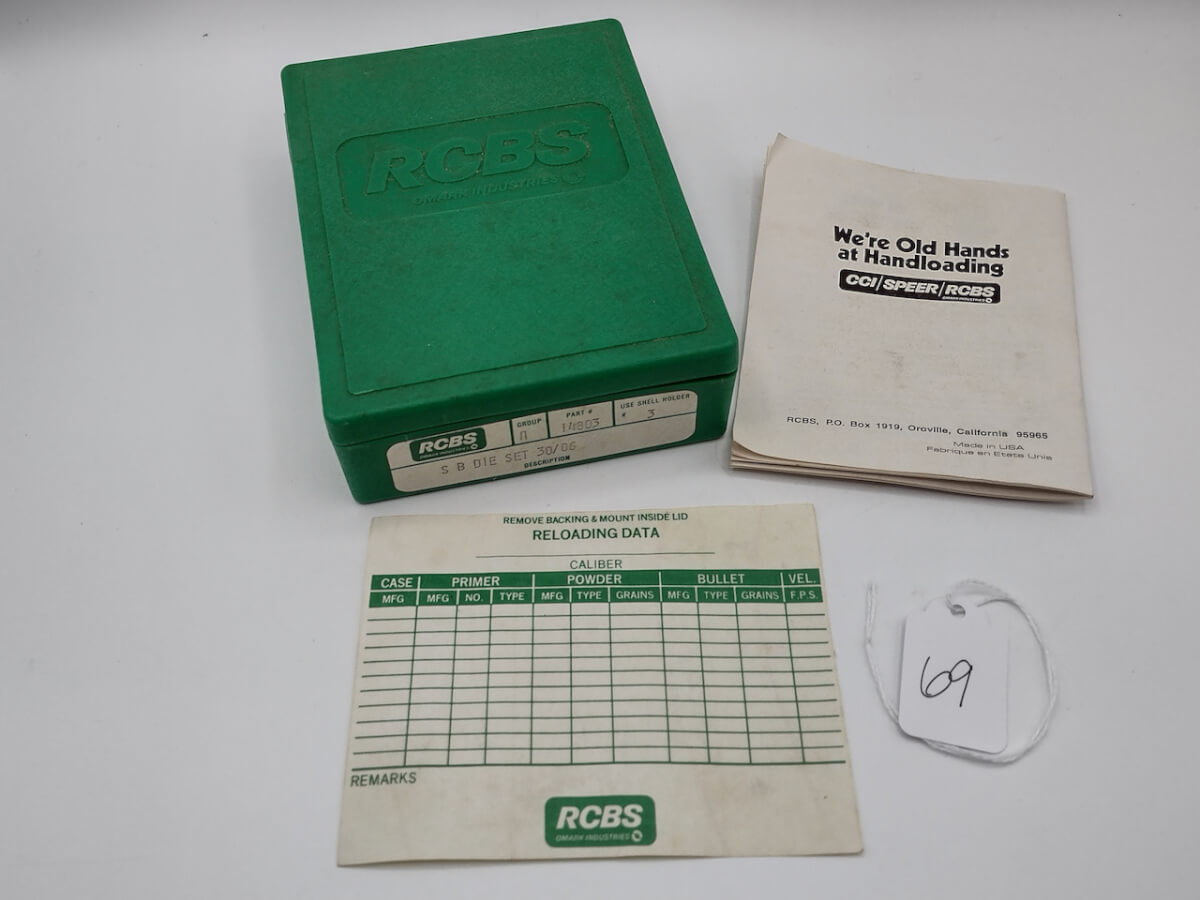 RCBS
OMARK INDUSTRIES
RCBS
OMARK INDUSTRIES
GROUP
A
PART #
14803
USE SHELL HOLDER
# 3
S B DIE SET 30/06
DESCRIPTION
We're Old Hands
at Handloading
CCI/SPEER/RCBS
OMARK INDUSTRIES
RCBS, P.O. Box 1919, Oroville, California 95965
Made in USA
Fabrique en Etats Unis
REMOVE BACKING & MOUNT INSIDE LID
RELOADING DATA
CALIBER
CASE PRIMER POWDER BULLET VEL.
MFG MFG NO. TYPE MFG TYPE GRAINS MFG TYPE GRAINS F.P.S.
REMARKS
RCBS
OMARK INDUSTRIES
69